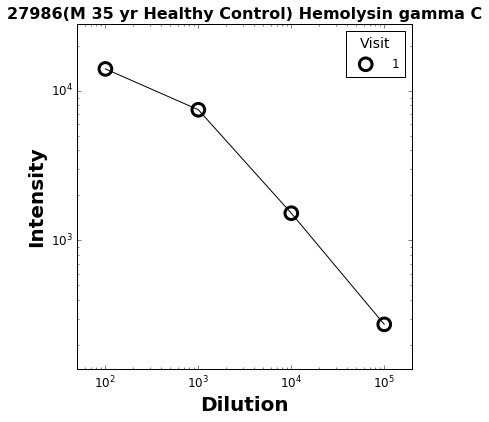 27986(M 35 yr Healthy Control) Hemolysin gamma C
Visit
1
10^4
10^3
Intensity
10^2 10^3 10^4 10^5
Dilution